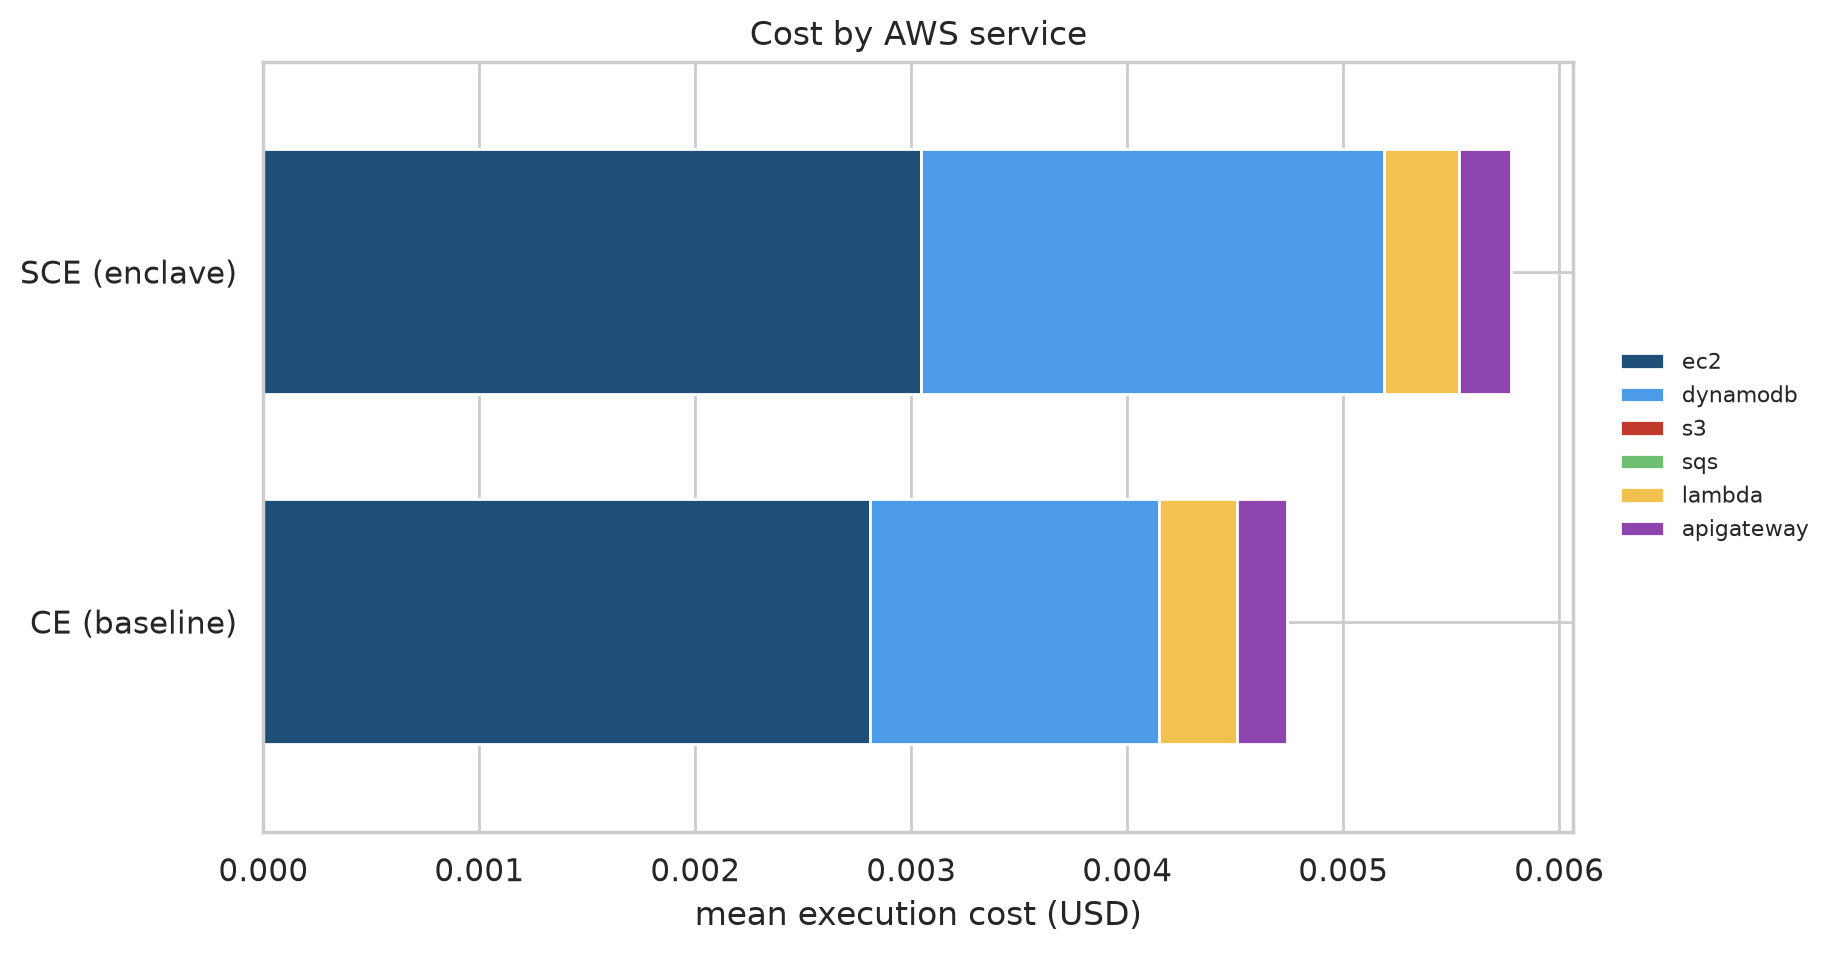 Cost by AWS service
SCE (enclave)
CE (baseline)
0.000 0.001 0.002 0.003 0.004 0.005 0.006
mean execution cost (USD)
ec2
dynamodb
s3
sqs
lambda
apigateway